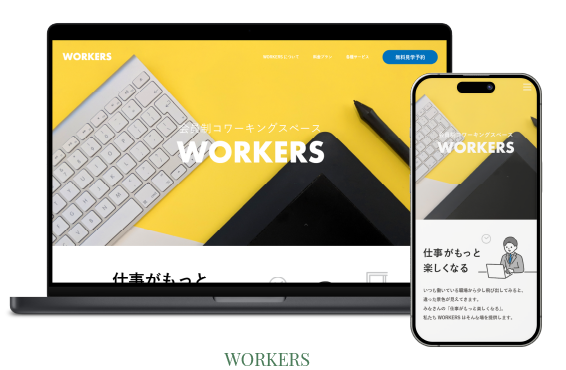 WORKERS
WORKERSについて
料金プラン
会員サービス
無料見学予約
会員制コワーキングスペース
WORKERS
仕事がもっと
会員制コワーキングスペース
WORKERS
仕事がもっと
楽しくなる
いつも働いている職場から少し飛び出してみると、
違った景色が見えてきます。
みなさんの「仕事がもっと楽しくなる」
私たち WORKERS はそんな場を提供します。
WORKERS